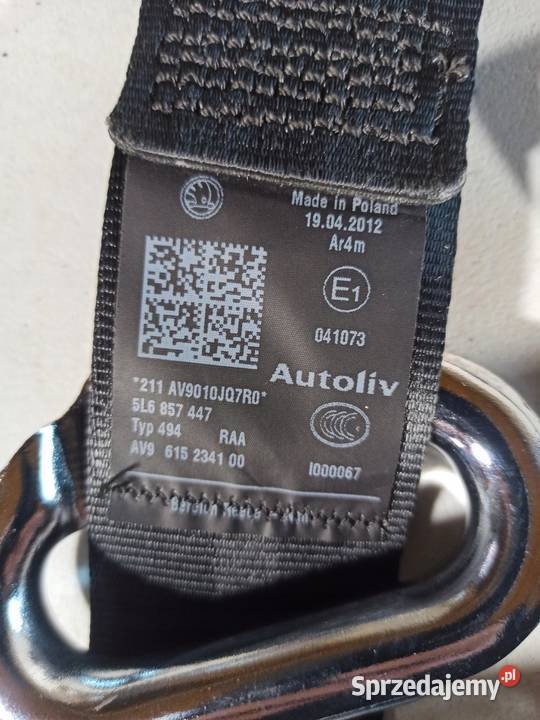 Made in Poland
19.04.2012
Ar4m
E1
041073
Autoliv
*211 AV9010JQ7R0*
5L6 857 447
Typ 494 RAA
AV9 615 2341 00
I000067
Sprzedajemy.pl